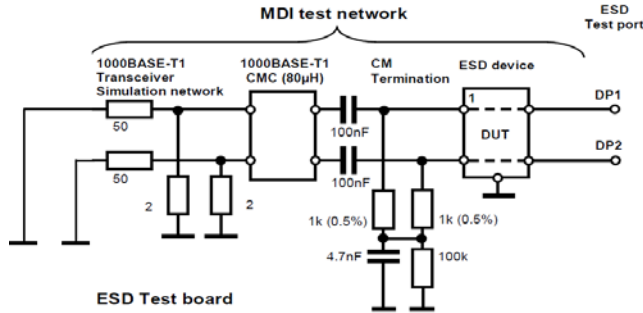 MDI test network
ESD
Test port
1000BASE-T1
Transceiver
Simulation network
1000BASE-T1
CMC (80µH)
CM
Termination
ESD device
50
100nF
1
DP1
DUT
DP2
50
100nF
2
2
1k (0.5%)
1k (0.5%)
4.7nF
100k
ESD Test board